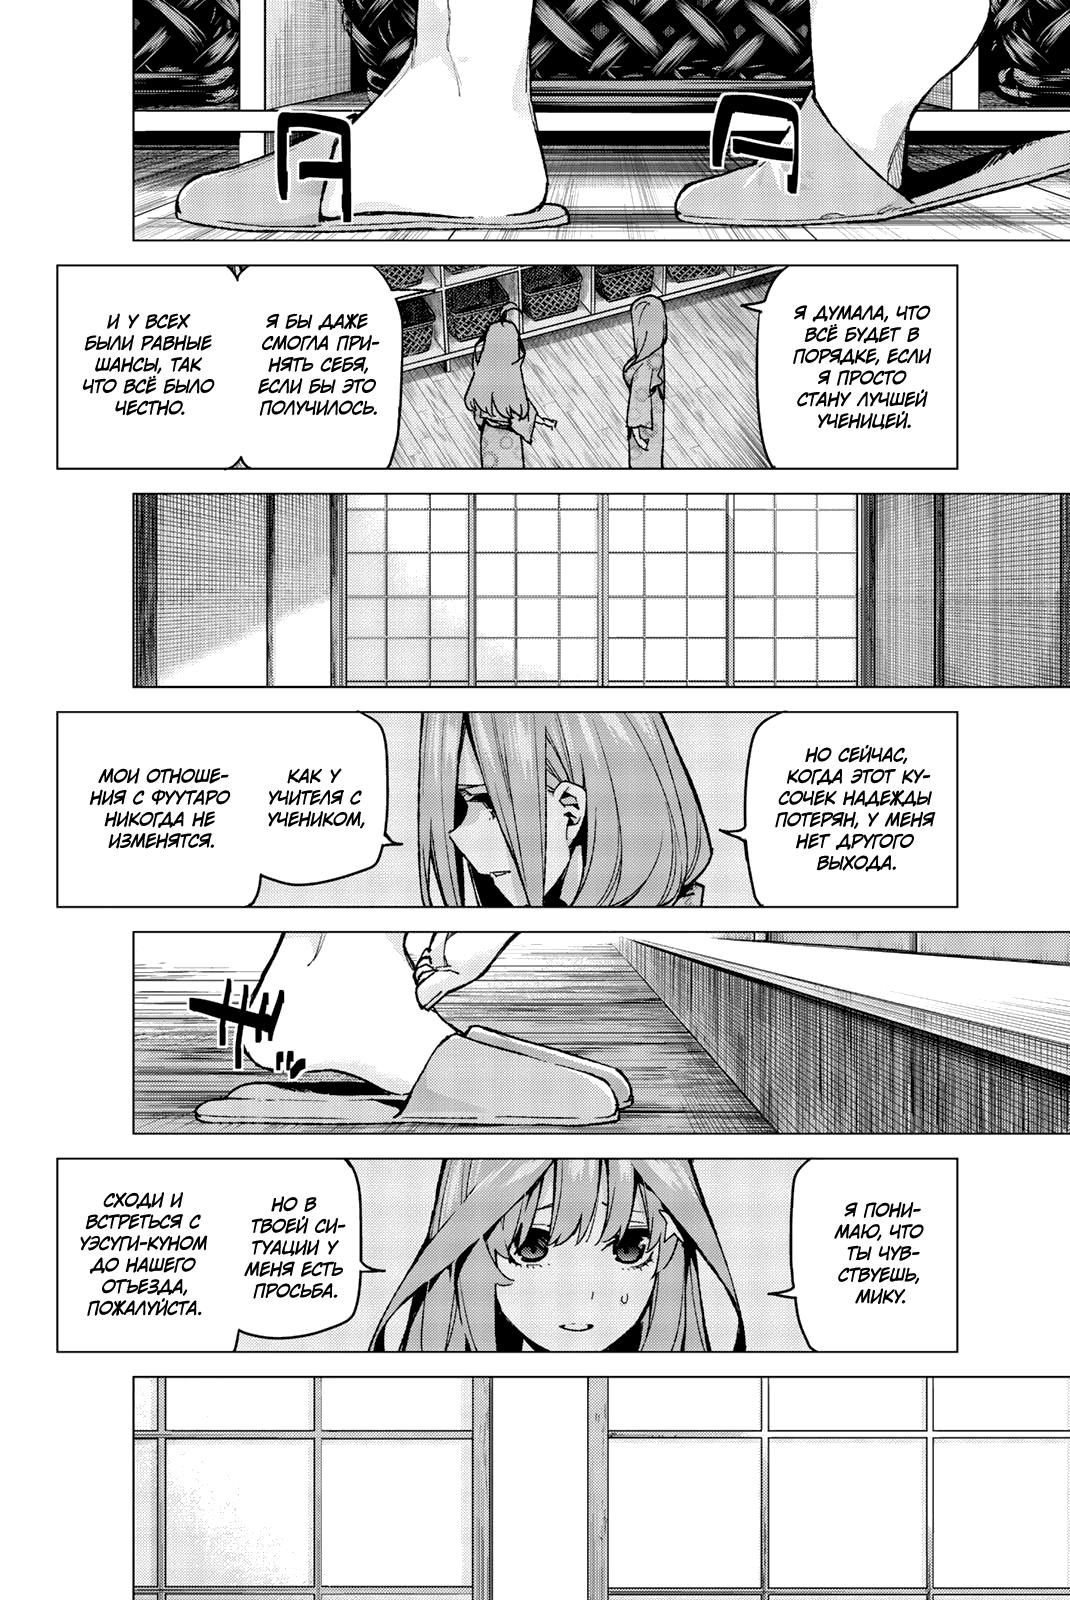 Я ДУМАЛА, ЧТО
ВСЁ БУДЕТ В
ПОРЯДКЕ, ЕСЛИ
Я ПРОСТО
СТАНУ ЛУЧШЕЙ
УЧЕНИЦЕЙ.
Я БЫ ДАЖЕ
СМОГЛА ПРИ-
НЯТЬ СЕБЯ,
ЕСЛИ БЫ ЭТО
ПОЛУЧИЛОСЬ.
И У ВСЕХ
БЫЛИ РАВНЫЕ
ШАНСЫ, ТАК
ЧТО ВСЁ БЫЛО
ЧЕСТНО.
НО СЕЙЧАС,
КОГДА ЭТОТ КУ-
СОЧЕК НАДЕЖДЫ
ПОТЕРЯН, У МЕНЯ
НЕТ ДРУГОГО
ВЫХОДА.
КАК У
УЧИТЕЛЯ С
УЧЕНИКОМ,
МОИ ОТНОШЕ-
НИЯ С ФУУТАРО
НИКОГДА НЕ
ИЗМЕНЯТСЯ.
Я ПОНИ-
МАЮ, ЧТО
ТЫ ЧУВ-
СТВУЕШЬ,
МИКУ.
НО В
ТВОЕЙ СИ-
ТУАЦИИ У
МЕНЯ ЕСТЬ
ПРОСЬБА.
СХОДИ И
ВСТРЕТЬСЯ С
УЭСУГИ-КУНОМ
ДО НАШЕГО
ОТЪЕЗДА,
ПОЖАЛУЙСТА.